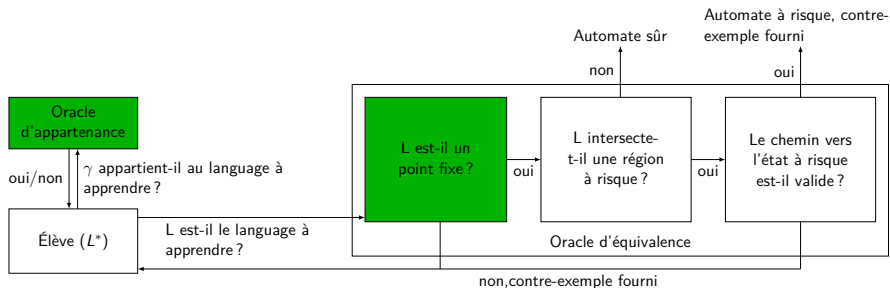 Automate à risque, contre-
exemple fourni
Automate sûr
non
oui
Oracle
d'appartenance
L est-il un
point fixe ?
L intersecte-
t-il une région
à risque ?
Le chemin vers
l'état à risque
est-il valide ?
oui
oui
oui/non
γ appartient-il au language à
apprendre ?
Élève (L*)
L est-il le language à
apprendre ?
Oracle d'équivalence
non,contre-exemple fourni